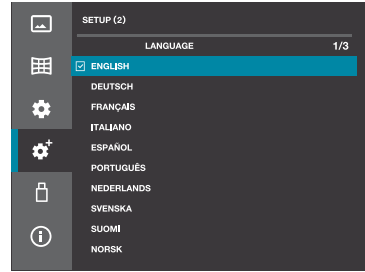 SETUP (2)
LANGUAGE 1/3
ENGLISH
DEUTSCH
FRANÇAIS
ITALIANO
ESPAÑOL
PORTUGUÊS
NEDERLANDS
SVENSKA
SUOMI
NORSK